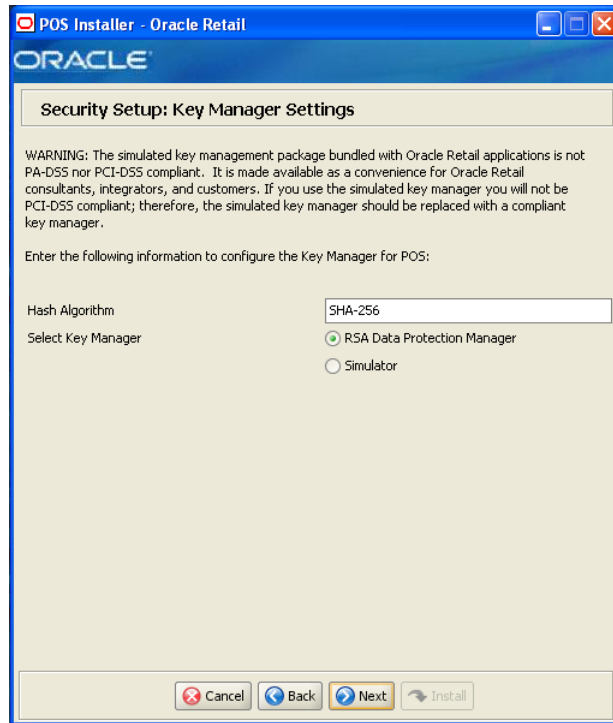 POS Installer - Oracle Retail
ORACLE
Security Setup: Key Manager Settings
WARNING: The simulated key management package bundled with Oracle Retail applications is not
PA-DSS nor PCI-DSS compliant. It is made available as a convenience for Oracle Retail
consultants, integrators, and customers. If you use the simulated key manager you will not be
PCI-DSS compliant; therefore, the simulated key manager should be replaced with a compliant
key manager.
Enter the following information to configure the Key Manager for POS:
Hash Algorithm SHA-256
Select Key Manager RSA Data Protection Manager
Simulator
Cancel Back Next Install